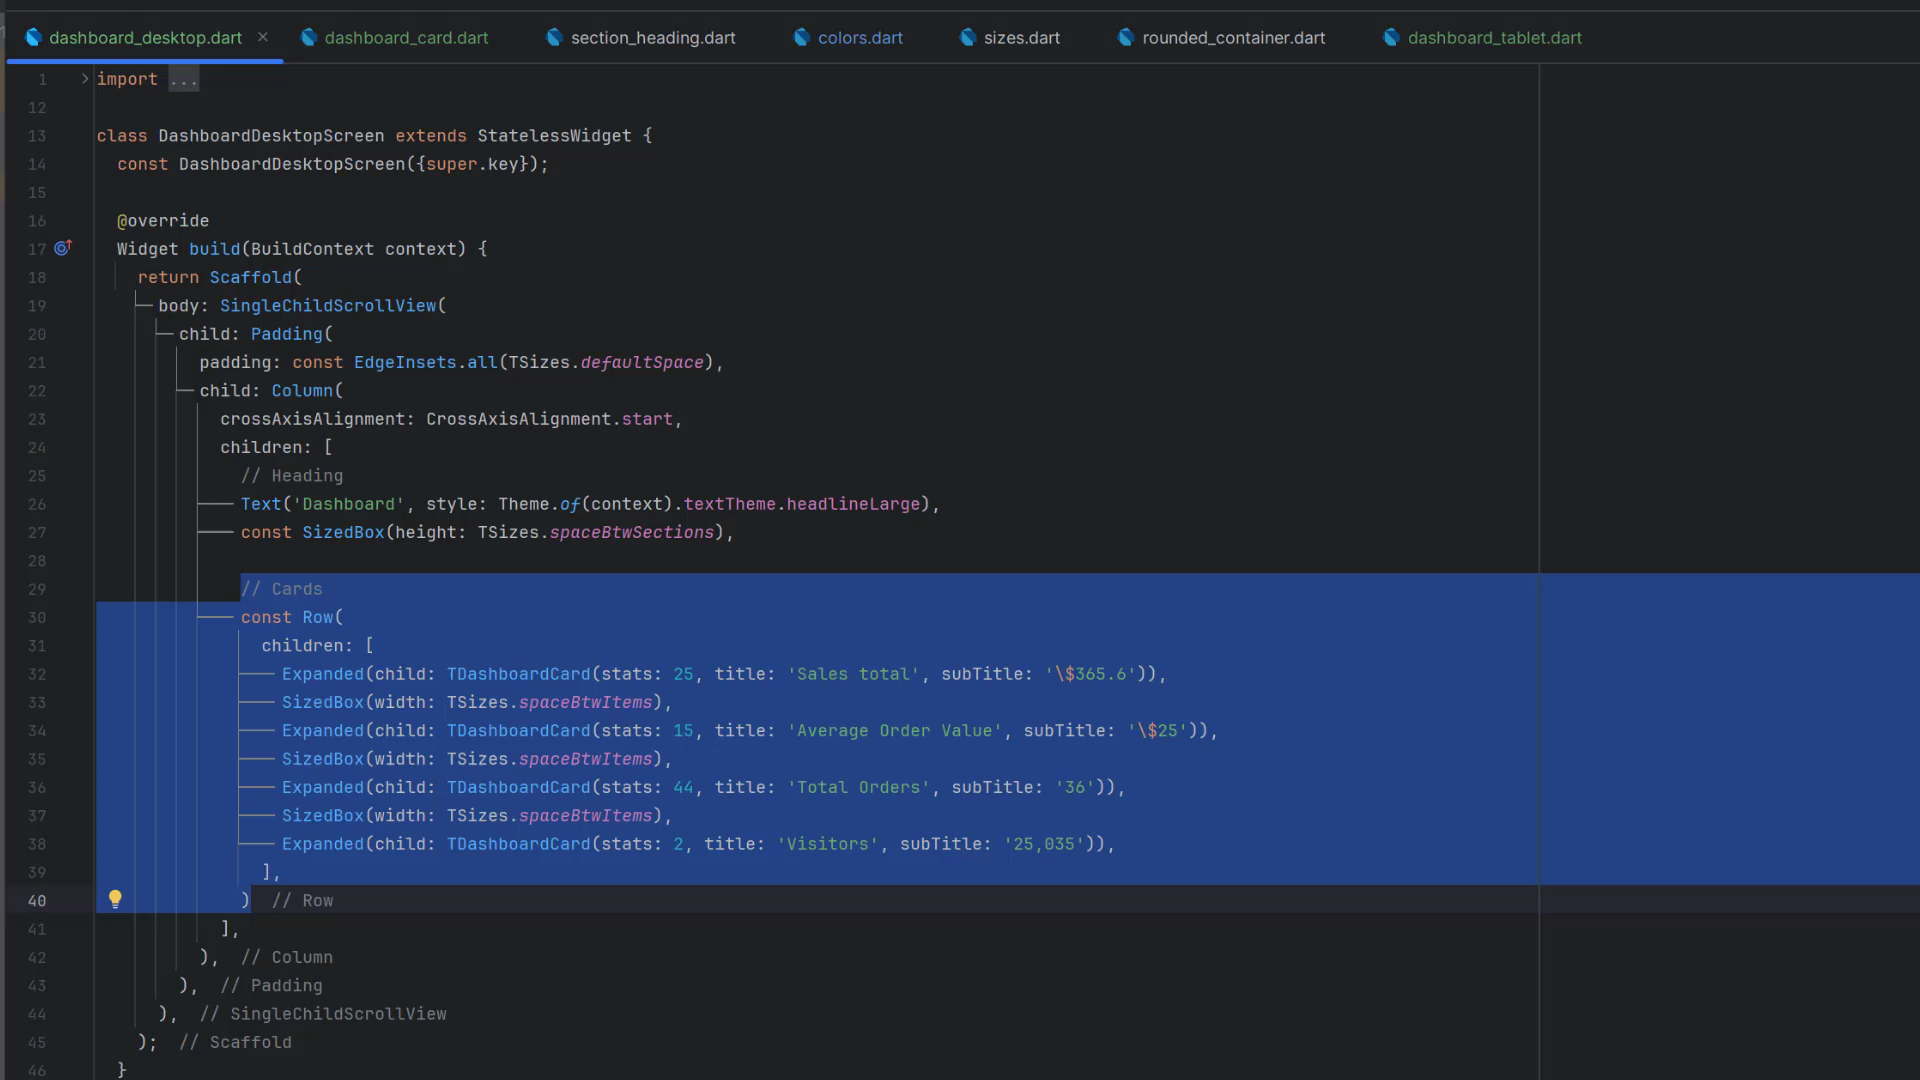 dashboard_desktop.dart × dashboard_card.dart section_heading.dart colors.dart sizes.dart rounded_container.dart dashboard_tablet.dart
1 import ...
12
13 class DashboardDesktopScreen extends StatelessWidget {
14 const DashboardDesktopScreen({super.key});
15
16 @override
17 Widget build(BuildContext context) {
18 return Scaffold(
19 body: SingleChildScrollView(
20 child: Padding(
21 padding: const EdgeInsets.all(TSizes.defaultSpace),
22 child: Column(
23 crossAxisAlignment: CrossAxisAlignment.start,
24 children: [
25 // Heading
26 Text('Dashboard', style: Theme.of(context).textTheme.headlineLarge),
27 const SizedBox(height: TSizes.spaceBtwSections),
28
29 // Cards
30 const Row(
31 children: [
32 Expanded(child: TDashboardCard(stats: 25, title: 'Sales total', subTitle: '\$365.6')),
33 SizedBox(width: TSizes.spaceBtwItems),
34 Expanded(child: TDashboardCard(stats: 15, title: 'Average Order Value', subTitle: '\$25')),
35 SizedBox(width: TSizes.spaceBtwItems),
36 Expanded(child: TDashboardCard(stats: 44, title: 'Total Orders', subTitle: '36')),
37 SizedBox(width: TSizes.spaceBtwItems),
38 Expanded(child: TDashboardCard(stats: 2, title: 'Visitors', subTitle: '25,035')),
39 ],
40 ) // Row
41 ],
42 ), // Column
43 ), // Padding
44 ), // SingleChildScrollView
45 ); // Scaffold
46 }